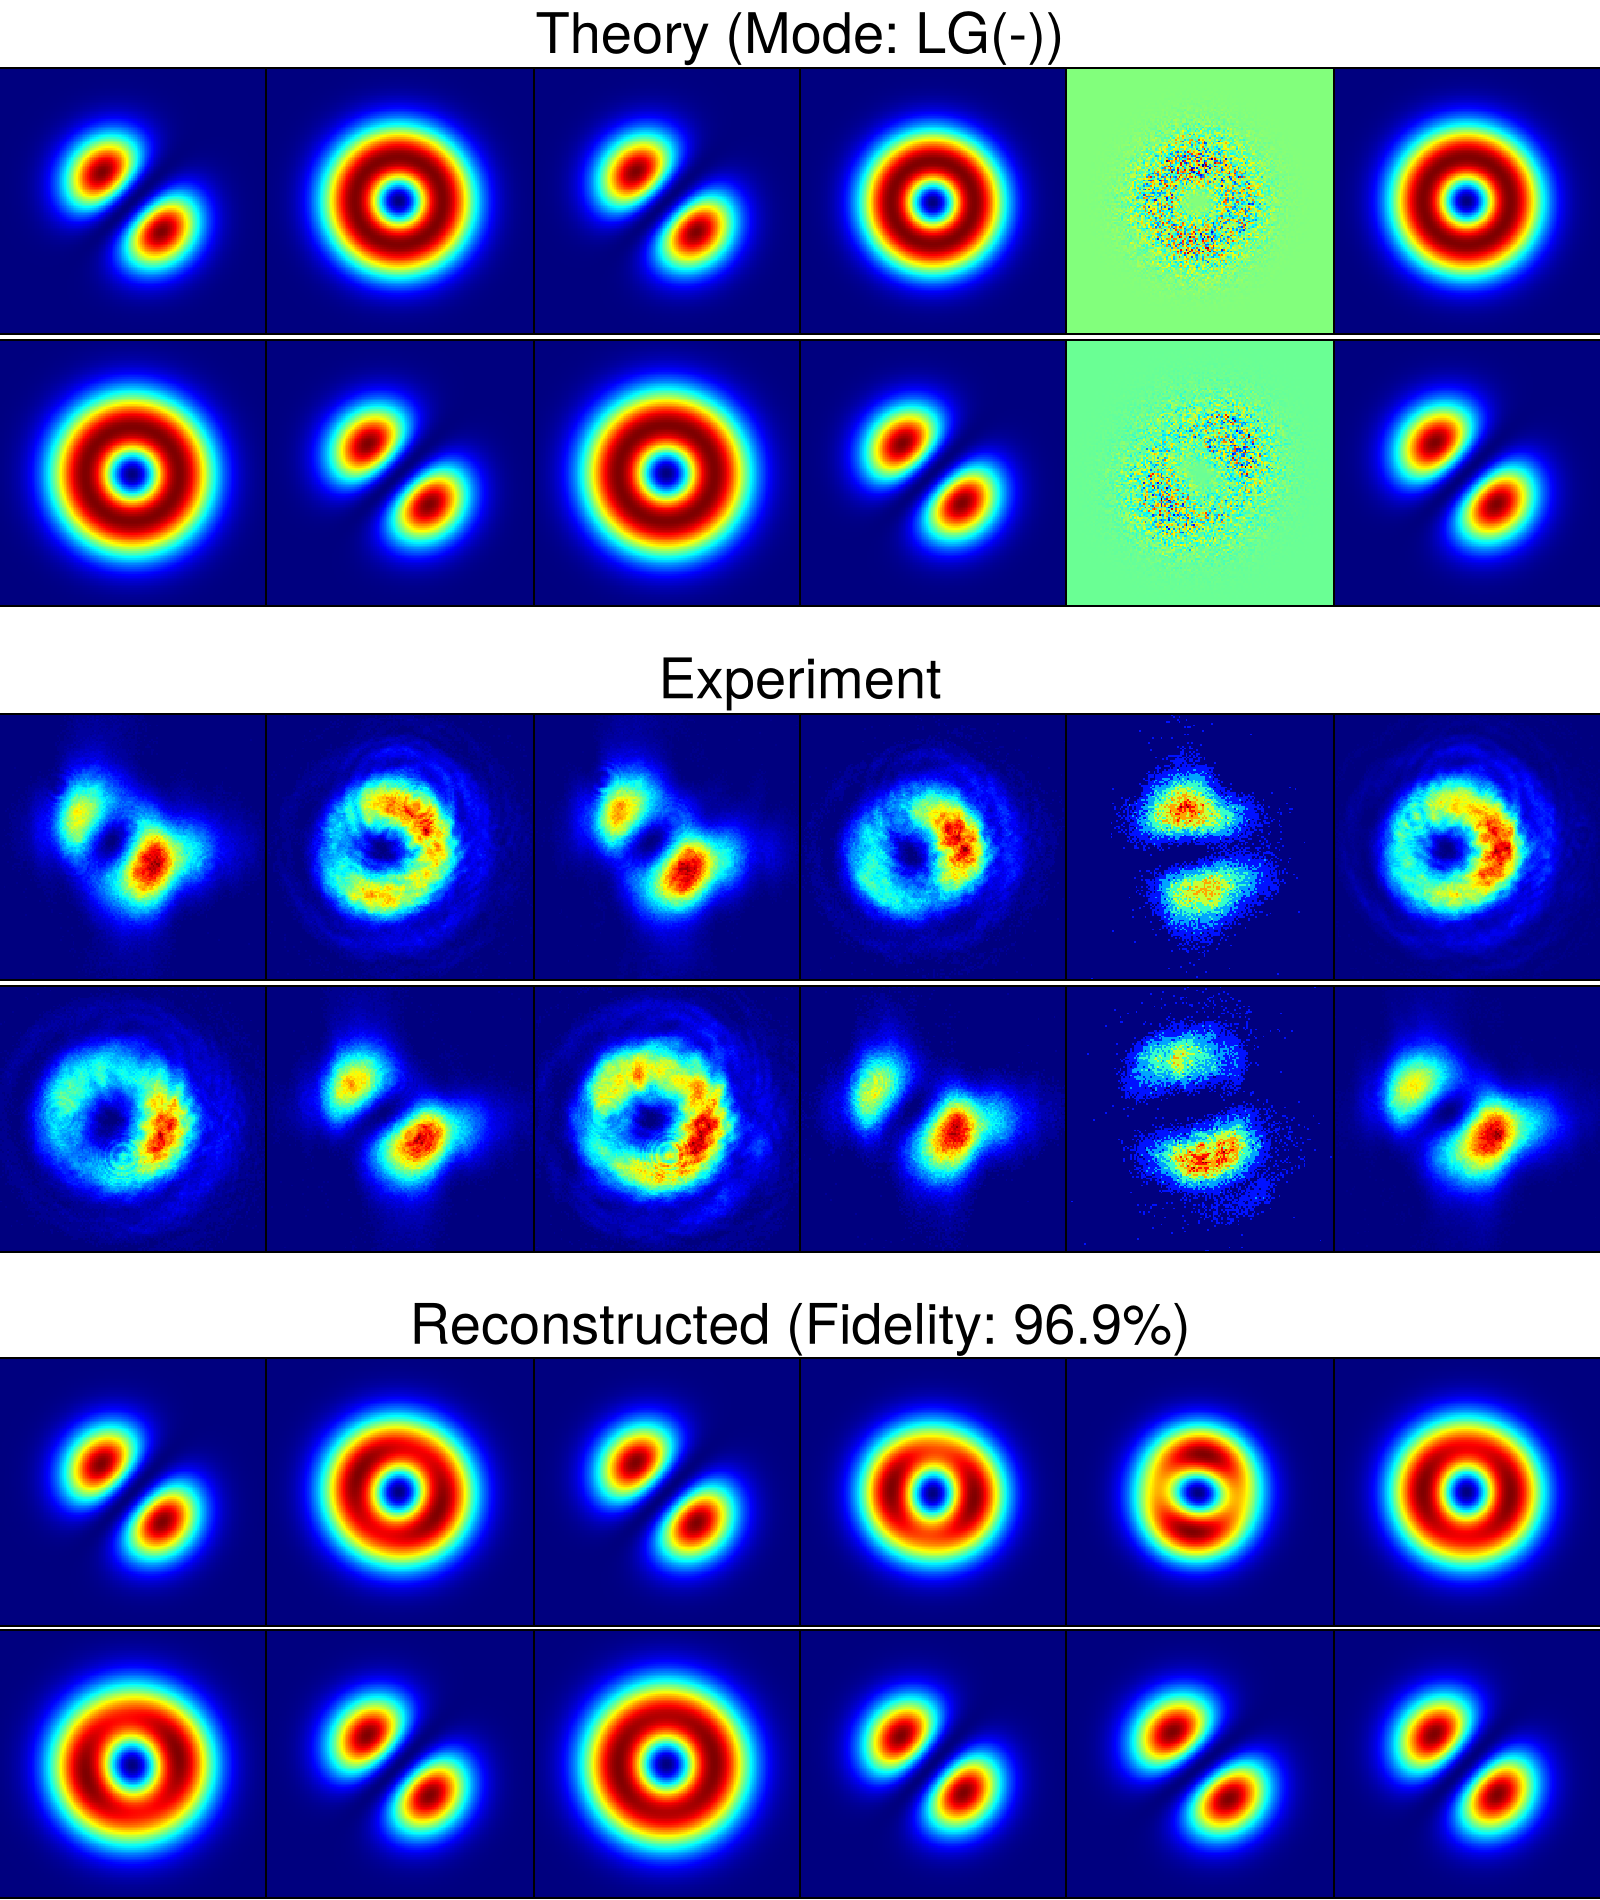 Theory (Mode: LG(-))
Experiment
Reconstructed (Fidelity: 96.9%)